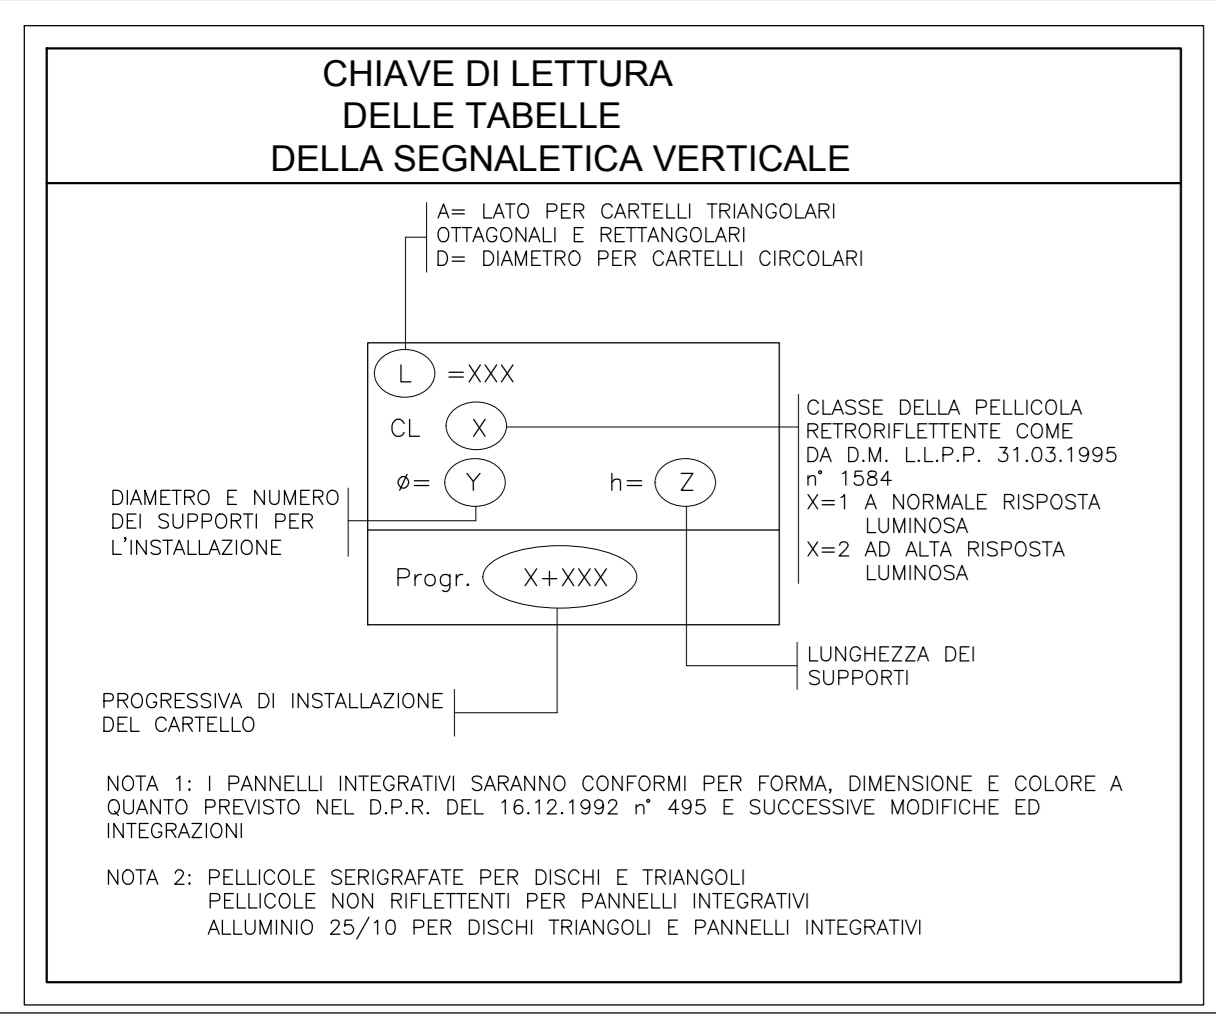 CHIAVE DI LETTURA
DELLE TABELLE
DELLA SEGNALETICA VERTICALE
A= LATO PER CARTELLI TRIANGOLARI
OTTAGONALI E RETTANGOLARI
D= DIAMETRO PER CARTELLI CIRCOLARI
L =XXX
CL X
ø= Y h= Z
CLASSE DELLA PELLICOLA
RETRORIFLETTENTE COME
DA D.M. L.L.P.P. 31.03.1995
n° 1584
X=1 A NORMALE RISPOSTA
LUMINOSA
X=2 AD ALTA RISPOSTA
LUMINOSA
DIAMETRO E NUMERO
DEI SUPPORTI PER
L'INSTALLAZIONE
Progr. X+XXX
LUNGHEZZA DEI
SUPPORTI
PROGRESSIVA DI INSTALLAZIONE
DEL CARTELLO
NOTA 1: I PANNELLI INTEGRATIVI SARANNO CONFORMI PER FORMA, DIMENSIONE E COLORE A
QUANTO PREVISTO NEL D.P.R. DEL 16.12.1992 n° 495 E SUCCESSIVE MODIFICHE ED
INTEGRAZIONI
NOTA 2: PELLICOLE SERIGRAFATE PER DISCHI E TRIANGOLI
PELLICOLE NON RIFLETTENTI PER PANNELLI INTEGRATIVI
ALLUMINIO 25/10 PER DISCHI TRIANGOLI E PANNELLI INTEGRATIVI